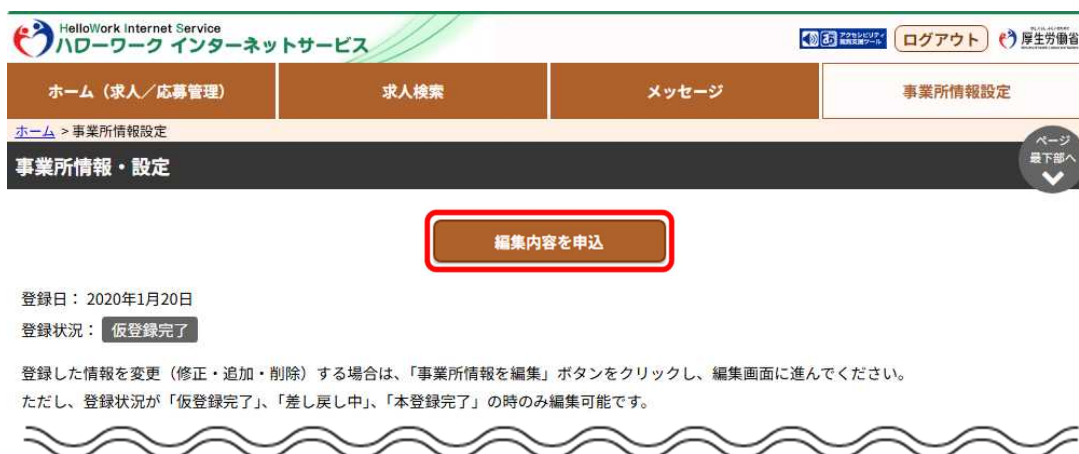 HelloWork Internet Service
ハローワーク インターネットサービス
ログアウト
厚生労働省
ホーム（求人／応募管理）
求人検索
メッセージ
事業所情報設定
ホーム > 事業所情報設定
ページ
最下部へ
事業所情報・設定
編集内容を申込
登録日： 2020年1月20日
登録状況： 仮登録完了
登録した情報を変更（修正・追加・削除）する場合は、「事業所情報を編集」ボタンをクリックし、編集画面に進んでください。
ただし、登録状況が「仮登録完了」、「差し戻し中」、「本登録完了」の時のみ編集可能です。